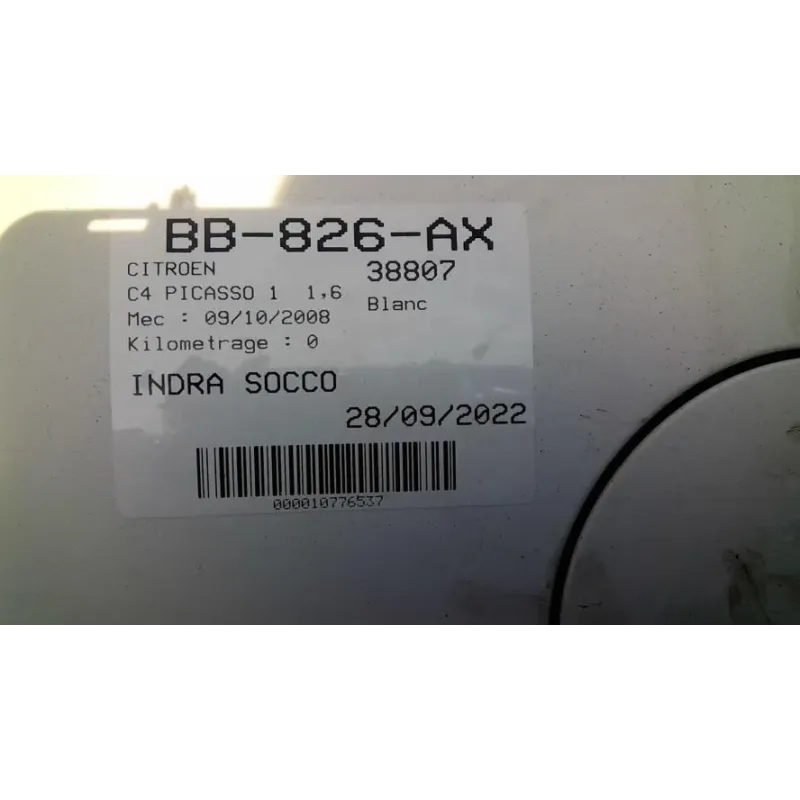 BB-826-AX
CITROEN 38807
C4 PICASSO 1 1,6 Blanc
Mec : 09/10/2008
Kilometrage : 0
INDRA SOCCO
28/09/2022
000010776537